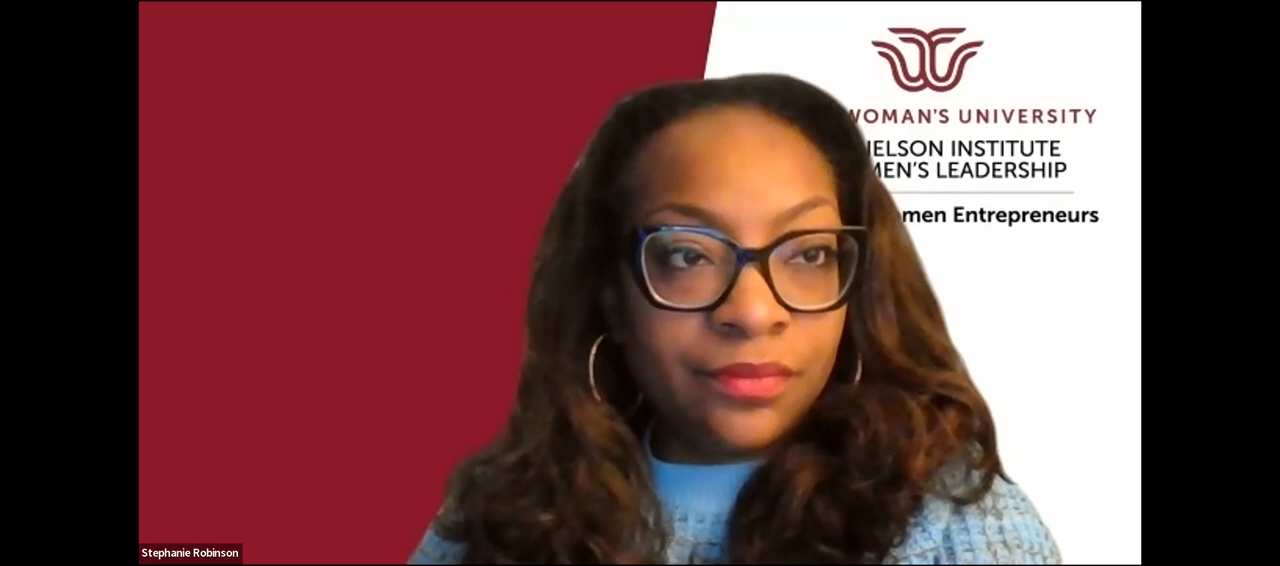 WOMAN'S UNIVERSITY
INSTITUTE
LEADERSHIP
Entrepreneurs
Stephanie Robinson